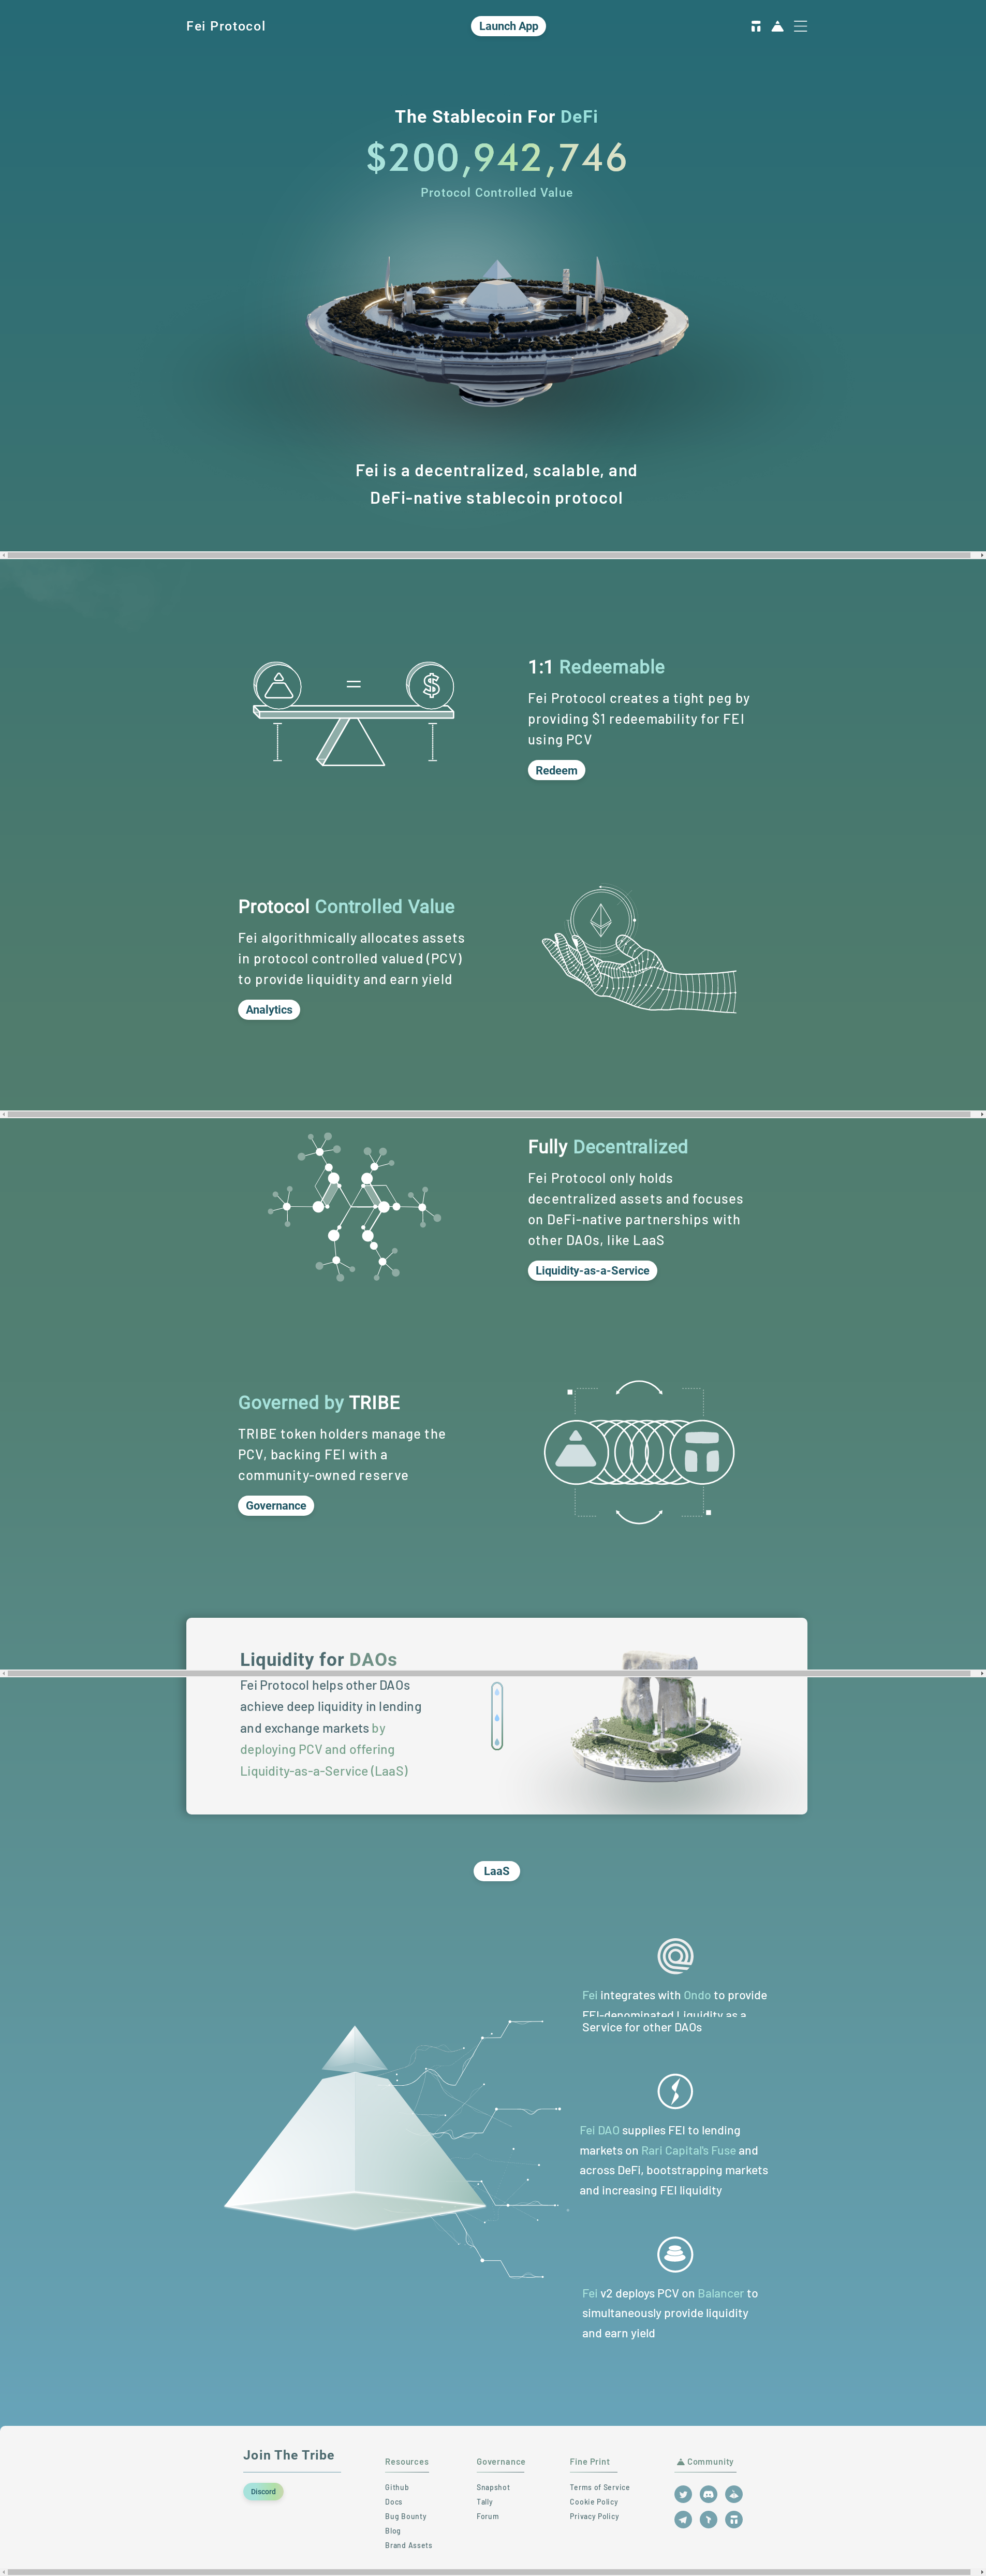 Fei Protocol
Launch App
The Stablecoin For DeFi
$200,942,746
Protocol Controlled Value
Fei is a decentralized, scalable, and
DeFi-native stablecoin protocol
1:1 Redeemable
Fei Protocol creates a tight peg by
providing $1 redeemability for FEI
using PCV
Redeem
Protocol Controlled Value
Fei algorithmically allocates assets
in protocol controlled valued (PCV)
to provide liquidity and earn yield
Analytics
Fully Decentralized
Fei Protocol only holds
decentralized assets and focuses
on DeFi-native partnerships with
other DAOs, like LaaS
Liquidity-as-a-Service
Governed by TRIBE
TRIBE token holders manage the
PCV, backing FEI with a
community-owned reserve
Governance
Liquidity for DAOs
Fei Protocol helps other DAOs
achieve deep liquidity in lending
and exchange markets by
deploying PCV and offering
Liquidity-as-a-Service (LaaS)
LaaS
Fei integrates with Ondo to provide
FEI-denominated Liquidity as a
Service for other DAOs
Fei DAO supplies FEI to lending
markets on Rari Capital's Fuse and
across DeFi, bootstrapping markets
and increasing FEI liquidity
Fei v2 deploys PCV on Balancer to
simultaneously provide liquidity
and earn yield
Join The Tribe
Discord
Resources
Github
Docs
Bug Bounty
Blog
Brand Assets
Governance
Snapshot
Tally
Forum
Fine Print
Terms of Service
Cookie Policy
Privacy Policy
Community